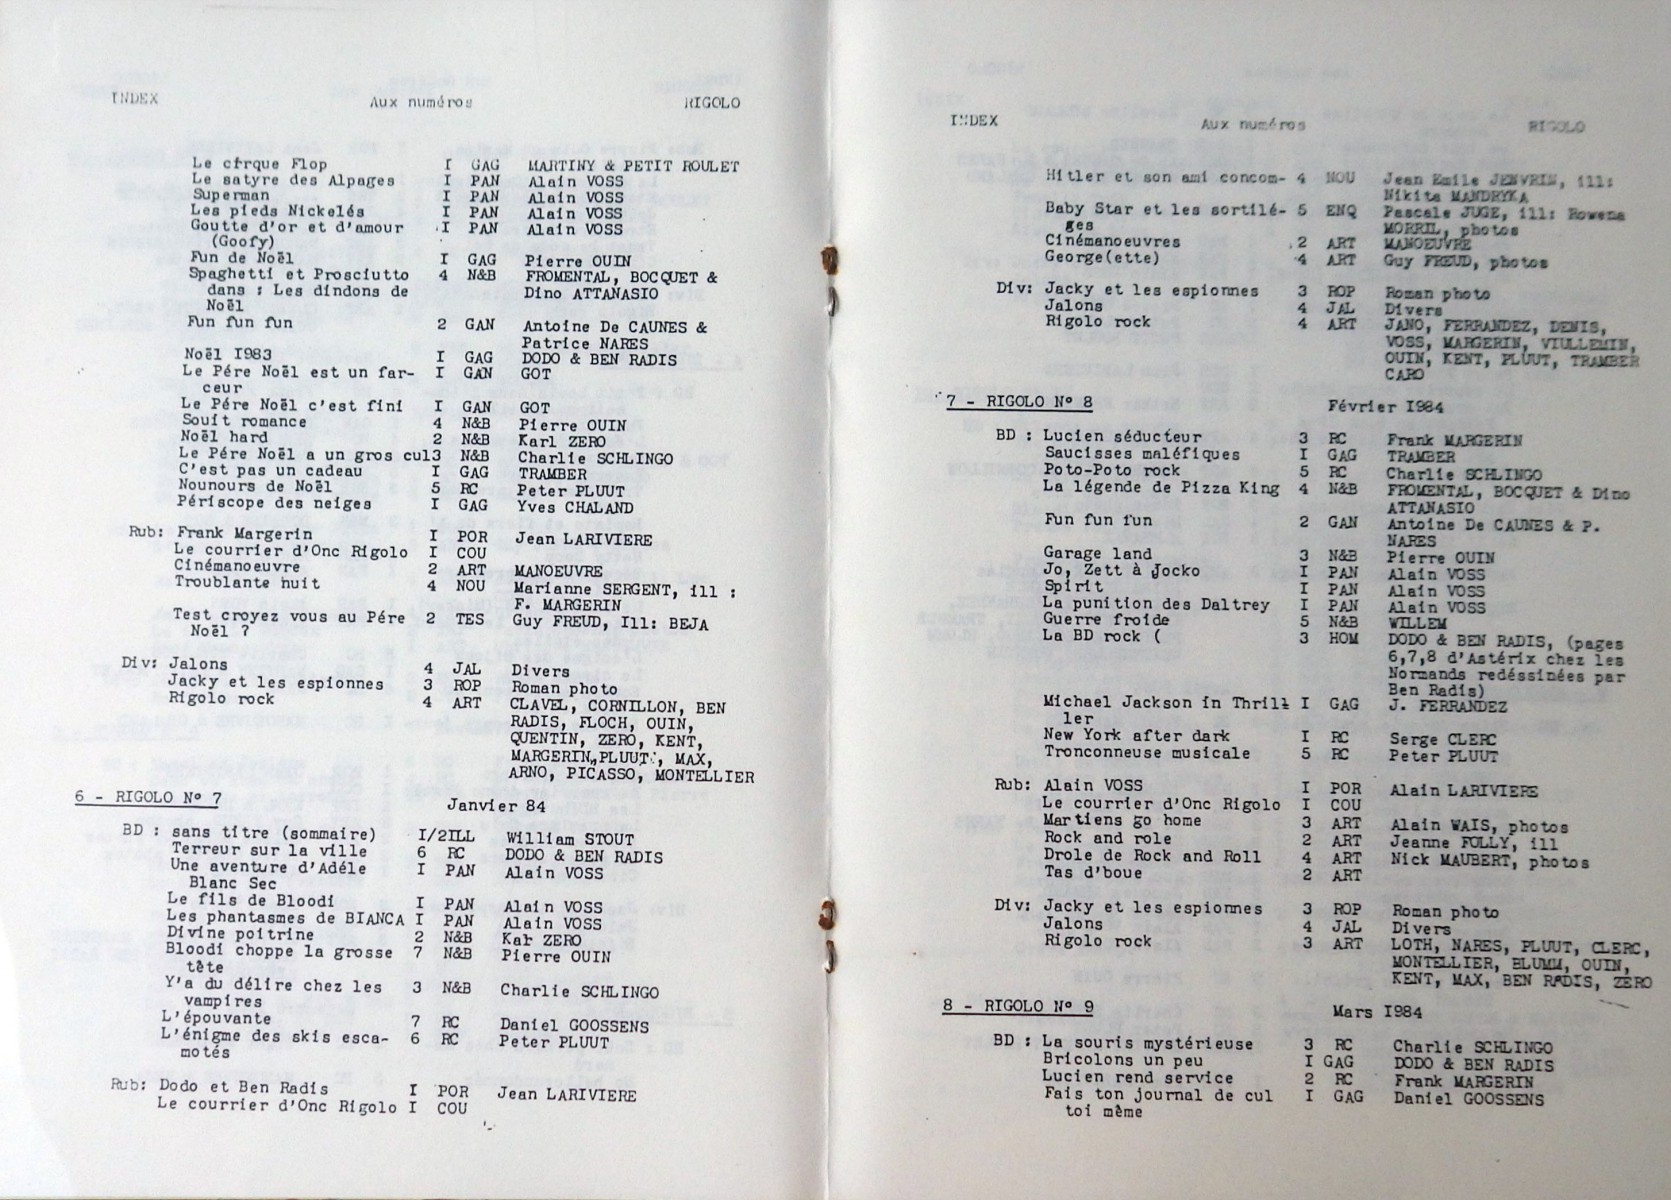 INDEX Aux numéros RIGOLO
Le cirque Flop I GAG MARTINY & PETIT ROULET
Le satyre des Alpages I PAN Alain VOSS
Superman I PAN Alain VOSS
Les pieds Nickelés I PAN Alain VOSS
Goutte d'or et d'amour I PAN Alain VOSS
(Goofy)
Fun de Noël I GAG Pierre OUIN
Spaghetti et Prosciutto 4 N&B FROMENTAL, BOCQUET &
dans : Les dindons de Dino ATTANASIO
Noël
Fun fun fun 2 GAN Antoine De CAUNES &
Patrice NARES
Noël I983 I GAG DODO & BEN RADIS
Le Pére Noël est un far- I GAN GOT
ceur
Le Pére Noël c'est fini I GAN GOT
Souit romance 4 N&B Pierre OUIN
Noël hard 2 N&B Karl ZERO
Le Pére Noël a un gros cul3 N&B Charlie SCHLINGO
C'est pas un cadeau I GAG TRAMBER
Nounours de Noël 5 RC Peter PLUUT
Périscope des neiges I GAG Yves CHALAND
Rub: Frank Margerin I POR Jean LARIVIERE
Le courrier d'Onc Rigolo I COU
Cinémanoeuvre 2 ART MANOEUVRE
Troublante nuit 4 NOU Marianne SERGENT, ill :
F. MARGERIN
Test croyez vous au Pére 2 TES Guy FREUD, Ill: BEJA
Noël ?
Div: Jalons 4 JAL Divers
Jacky et les espionnes 3 ROP Roman photo
Rigolo rock 4 ART CLAVEL, CORNILLON, BEN
RADIS, FLOCH, OUIN,
QUENTIN, ZERO, KENT,
MARGERIN, PLUUT, MAX,
ARNO, PICASSO, MONTELLIER
6 - RIGOLO N° 7 Janvier 84
BD : sans titre (sommaire) I/2ILL William STOUT
Terreur sur la ville 6 RC DODO & BEN RADIS
Une aventure d'Adéle I PAN Alain VOSS
Blanc Sec
Le fils de Bloodi I PAN Alain VOSS
Les phantasmes de BIANCA I PAN Alain VOSS
Divine poitrine 2 N&B Kar ZERO
Bloodi choppe la grosse 7 N&B Pierre OUIN
tête
Y'a du délire chez les 3 N&B Charlie SCHLINGO
vampires
L'épouvante 7 RC Daniel GOOSSENS
L'énigme des skis esca- 6 RC Peter PLUUT
motés
Rub: Dodo et Ben Radis I POR Jean LARIVIERE
Le courrier d'Onc Rigolo I COU
INDEX Aux numéros RIGOLO
Hitler et son ami concom- 4 NOU Jean Emile JENVRIN, ill:
Nikita MANDRYKA
Baby Star et les sortilé- 5 ENQ Pascale JUGE, ill: Rowena
ges MORRIL, photos
Cinémanoeuvres 2 ART MANOEUVRE
George(ette) 4 ART Guy FREUD, photos
Div: Jacky et les espionnes 3 ROP Roman photo
Jalons 4 JAL Divers
Rigolo rock 4 ART JANO, FERRANDEZ, DENIS,
VOSS, MARGERIN, VIULLEMIN,
OUIN, KENT, PLUUT, TRAMBER
CARO
7 - RIGOLO N° 8 Février I984
BD : Lucien séducteur 3 RC Frank MARGERIN
Saucisses maléfiques I GAG TRAMBER
Poto-Poto rock 5 RC Charlie SCHLINGO
La légende de Pizza King 4 N&B FROMENTAL, BOCQUET & Dino
ATTANASIO
Fun fun fun 2 GAN Antoine De CAUNES & P.
NARES
Garage land 3 N&B Pierre OUIN
Jo, Zett à Jocko I PAN Alain VOSS
Spirit I PAN Alain VOSS
La punition des Daltrey I PAN Alain VOSS
Guerre froide 5 N&B WILLEM
La BD rock ( 3 HOM DODO & BEN RADIS, (pages
6,7,8 d'Astérix chez les
Normands redéssinées par
Ben Radis)
Michael Jackson in Thrill I GAG J. FERRANDEZ
ler
New York after dark I RC Serge CLERC
Tronconneuse musicale 5 RC Peter PLUUT
Rub: Alain VOSS I POR Alain LARIVIERE
Le courrier d'Onc Rigolo I COU
Martiens go home 3 ART Alain WAIS, photos
Rock and role 2 ART Jeanne FOLLY, ill
Drole de Rock and Roll 4 ART Nick MAUBERT, photos
Tas d'boue 2 ART
Div: Jacky et les espionnes 3 ROP Roman photo
Jalons 4 JAL Divers
Rigolo rock 3 ART LOTH, NARES, PLUUT, CLERC,
MONTELLIER, BLUMM, OUIN,
KENT, MAX, BEN RADIS, ZERO
8 - RIGOLO N° 9 Mars I984
BD : La souris mystérieuse 3 RC Charlie SCHLINGO
Bricolons un peu I GAG DODO & BEN RADIS
Lucien rend service 2 RC Frank MARGERIN
Fais ton journal de cul I GAG Daniel GOOSSENS
toi même